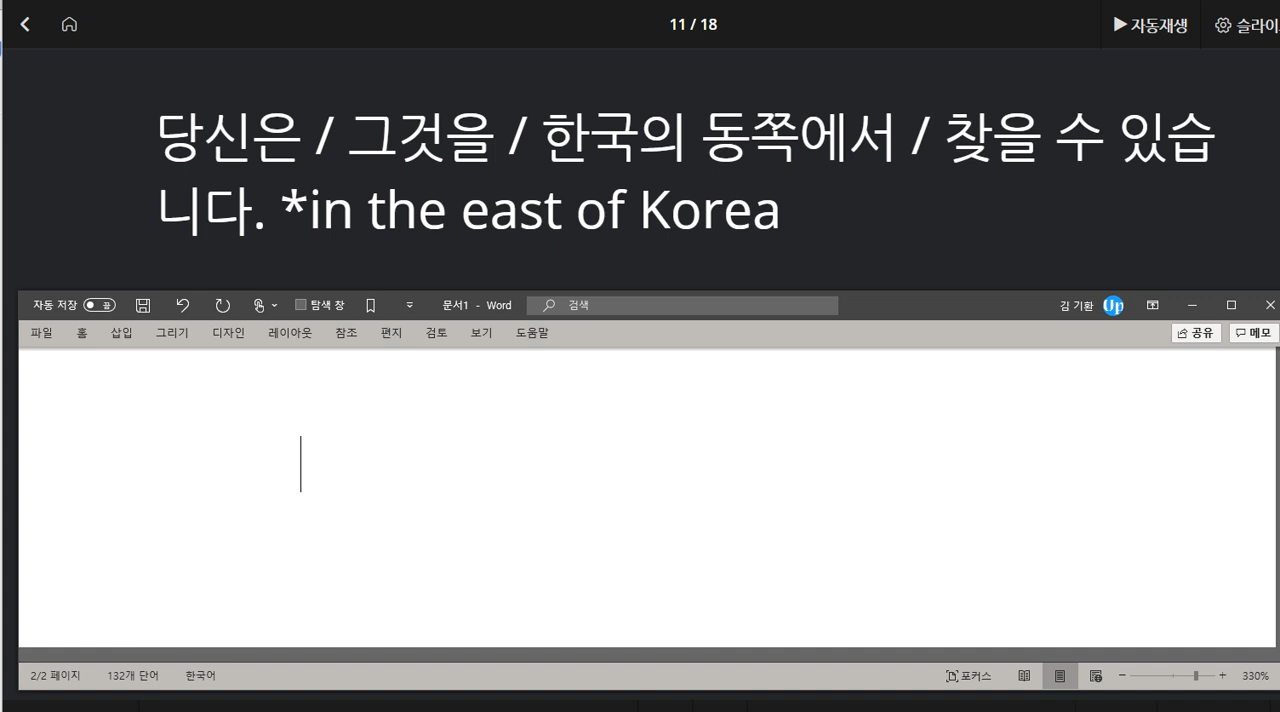 11 / 18
▶ 자동재생
슬라이
당신은 / 그것을 / 한국의 동쪽에서 / 찾을 수 있습
니다. *in the east of Korea
자동 저장 끔 탐색 창 문서1 - Word 검색 김 기환 Up
파일 홈 삽입 그리기 디자인 레이아웃 참조 편지 검토 보기 도움말 공유 메모
2/2 페이지 132개 단어 한국어 포커스 - + 330%